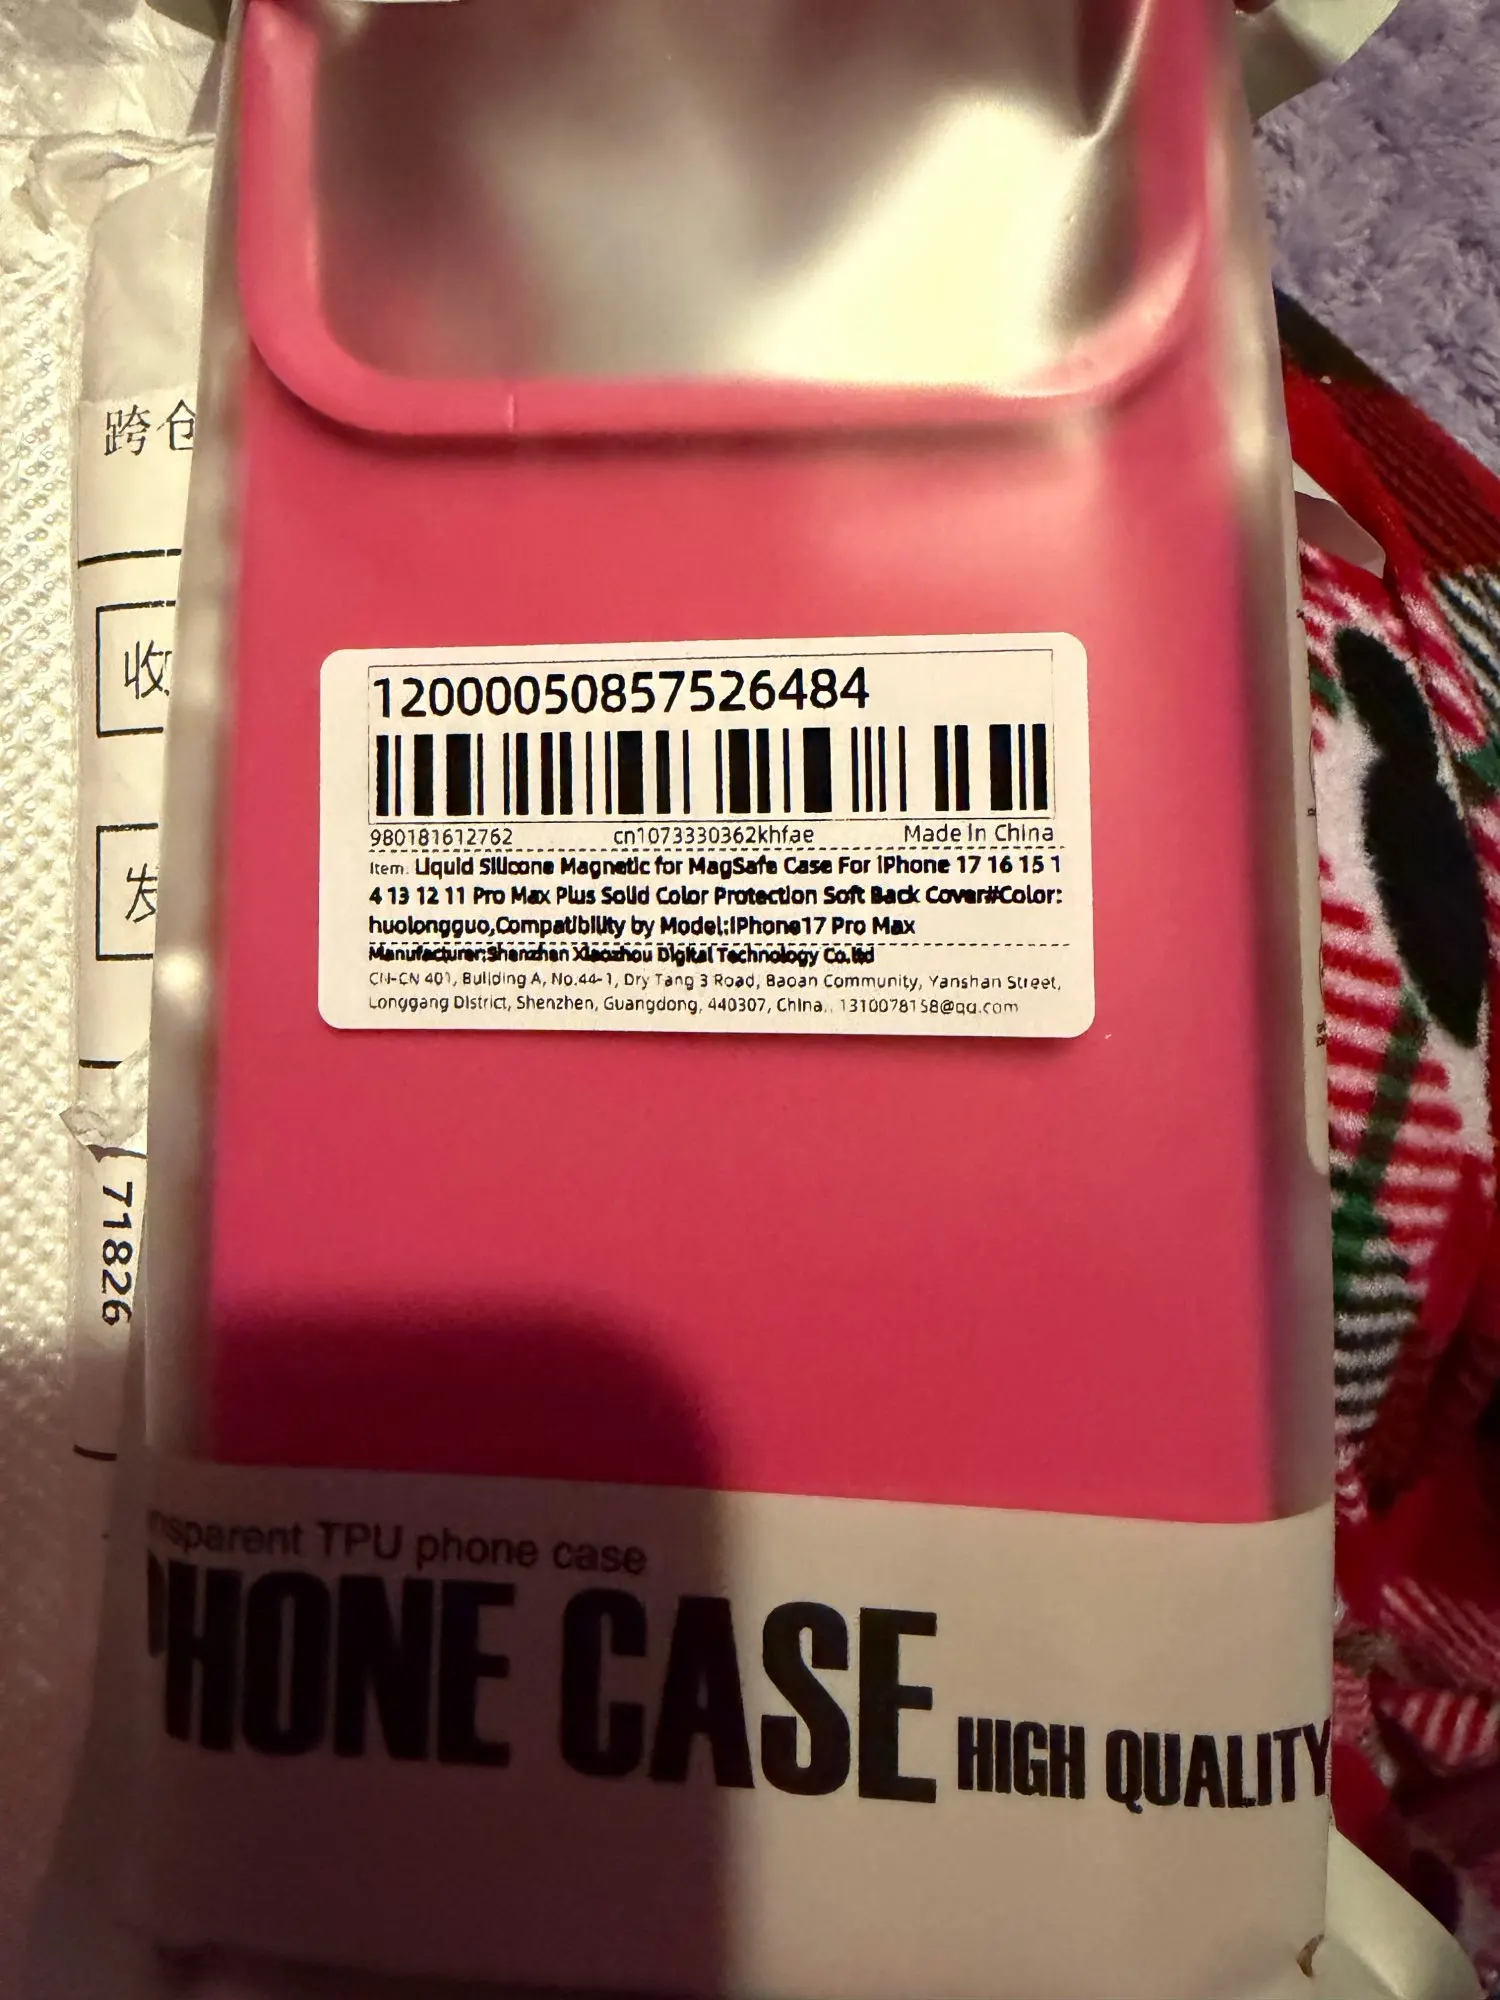 跨仓
收
发
71826
12000050857526484
980181612762 cn1073330362khfae Made In China
Item: Liquid Silicone Magnetic for MagSafe Case For iPhone 17 16 15 1
4 13 12 11 Pro Max Plus Solid Color Protection Soft Back Cover#Color:
huolongguo,Compatibility by Model:iPhone17 Pro Max
Manufacturer:Shenzhen Xiaozhou Digital Technology Co.ltd
CN-CN 401, Building A, No.44-1, Dry Tang 3 Road, Baoan Community, Yanshan Street,
Longgang District, Shenzhen, Guangdong, 440307, China., 1310078158@qq.com
nsparent TPU phone case
PHONE CASE HIGH QUALITY